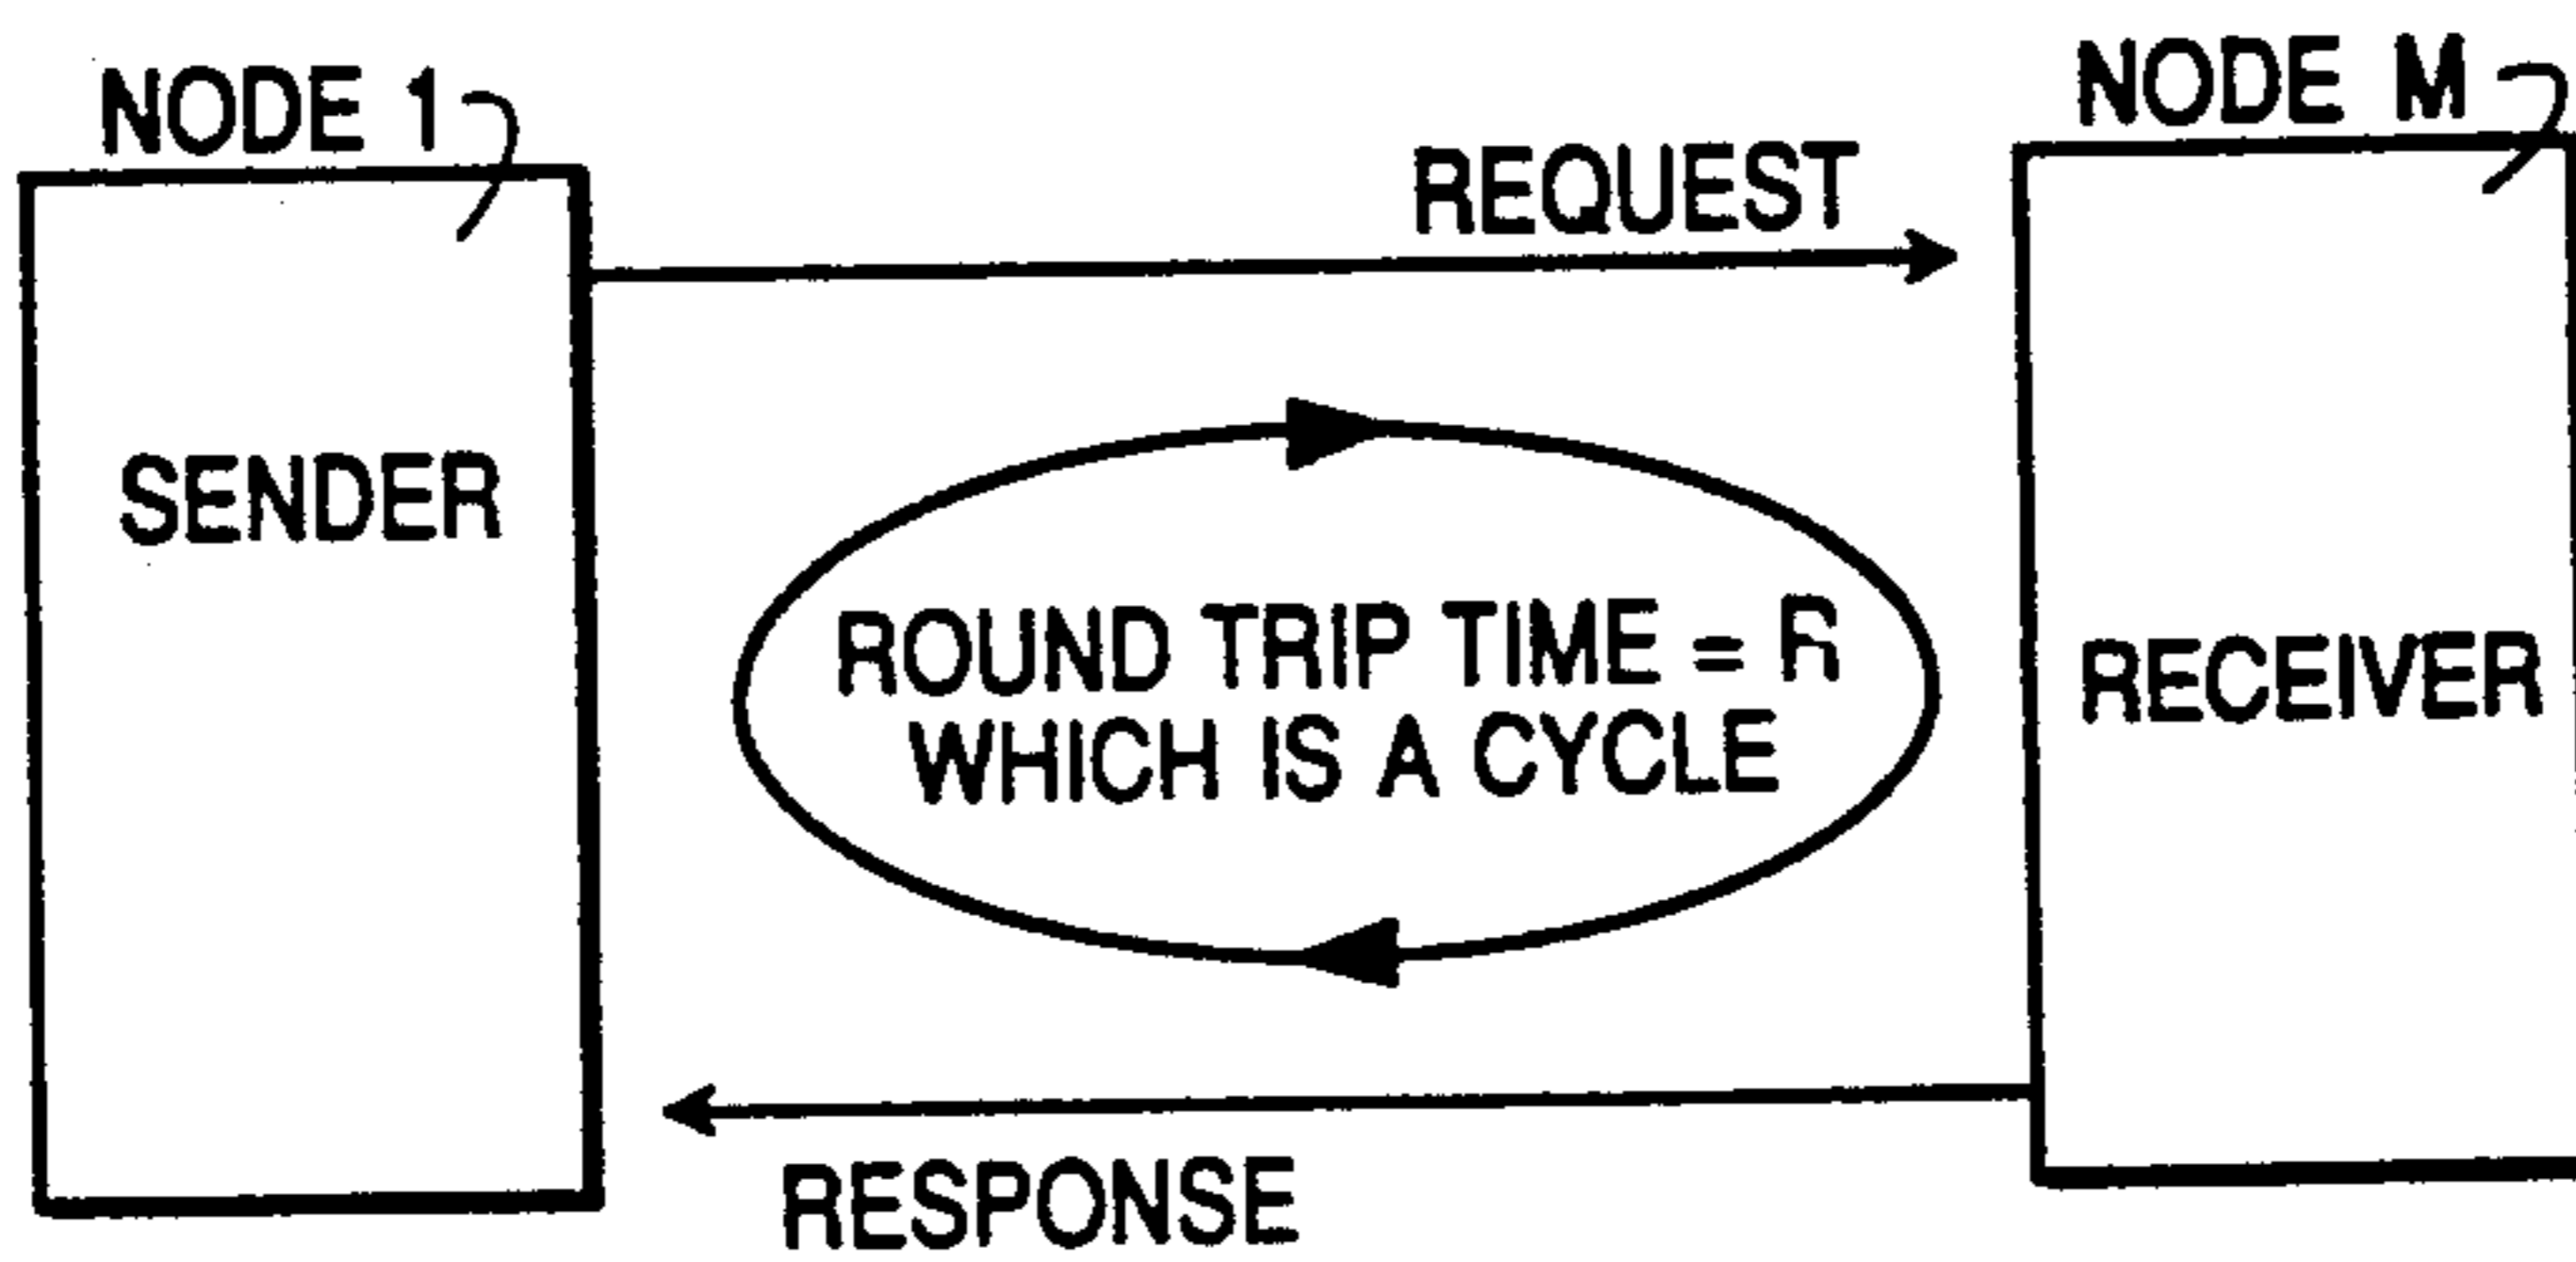 NODE 1
NODE M
REQUEST
SENDER
ROUND TRIP TIME = R
WHICH IS A CYCLE
RECEIVER
RESPONSE